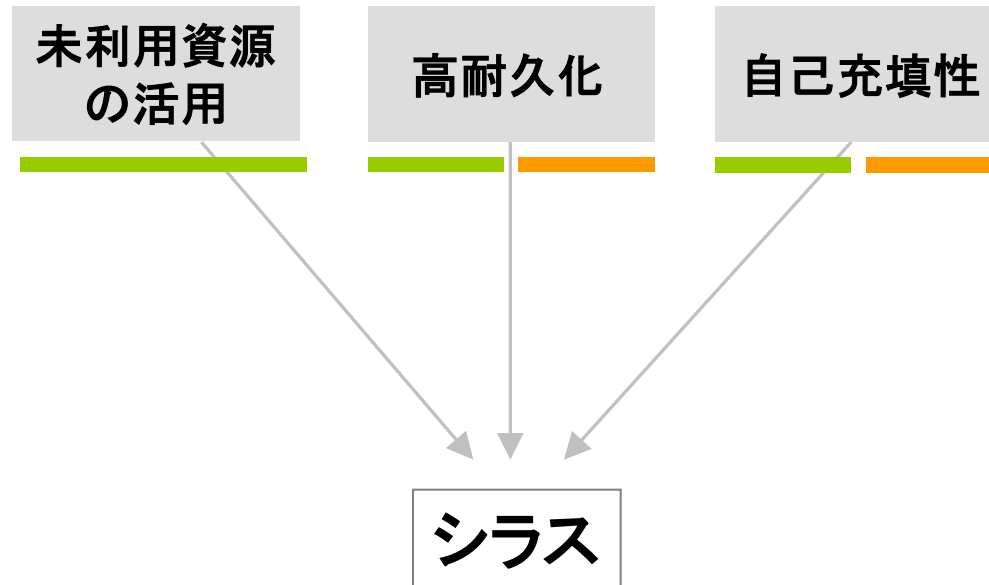 未利用資源
の活用
高耐久化
自己充填性
シラス